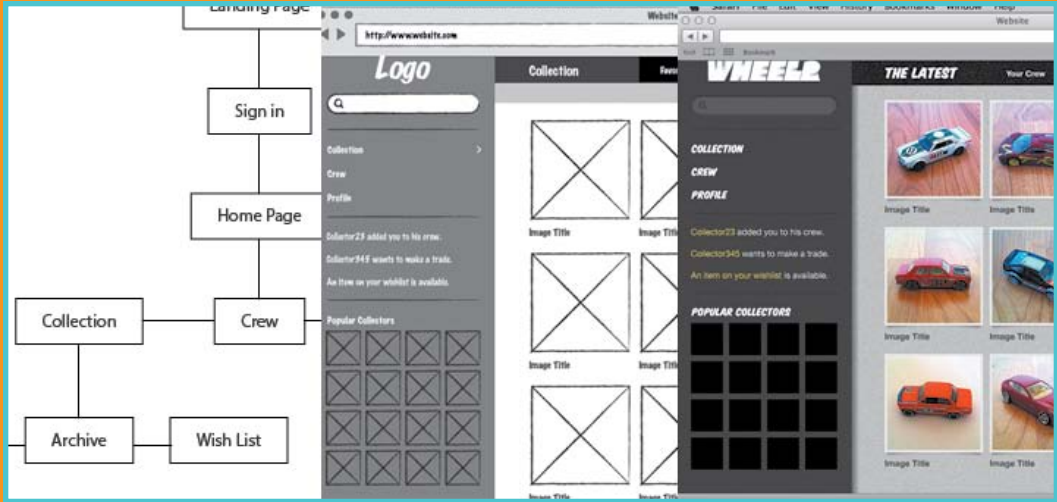 Landing Page
Sign in
Home Page
Collection
Crew
Archive
Wish List
Website
http://www.website.com
Logo
Collection
Collection
Crew
Profile
Collector23 added you to his crew.
Collector345 wants to make a trade.
An item on your wishlist is available.
Popular Collectors
Image Title
Image Title
Image Title
Safari File Edit View History Bookmarks Window Help
Website
Bookmark
WHEELR
THE LATEST
Your Crew
COLLECTION
CREW
PROFILE
Collector23 added you to his crew.
Collector345 wants to make a trade.
An item on your wishlist is available.
POPULAR COLLECTORS
Image Title
Image Title
Image Title
Image Title
Image Title
Image Title